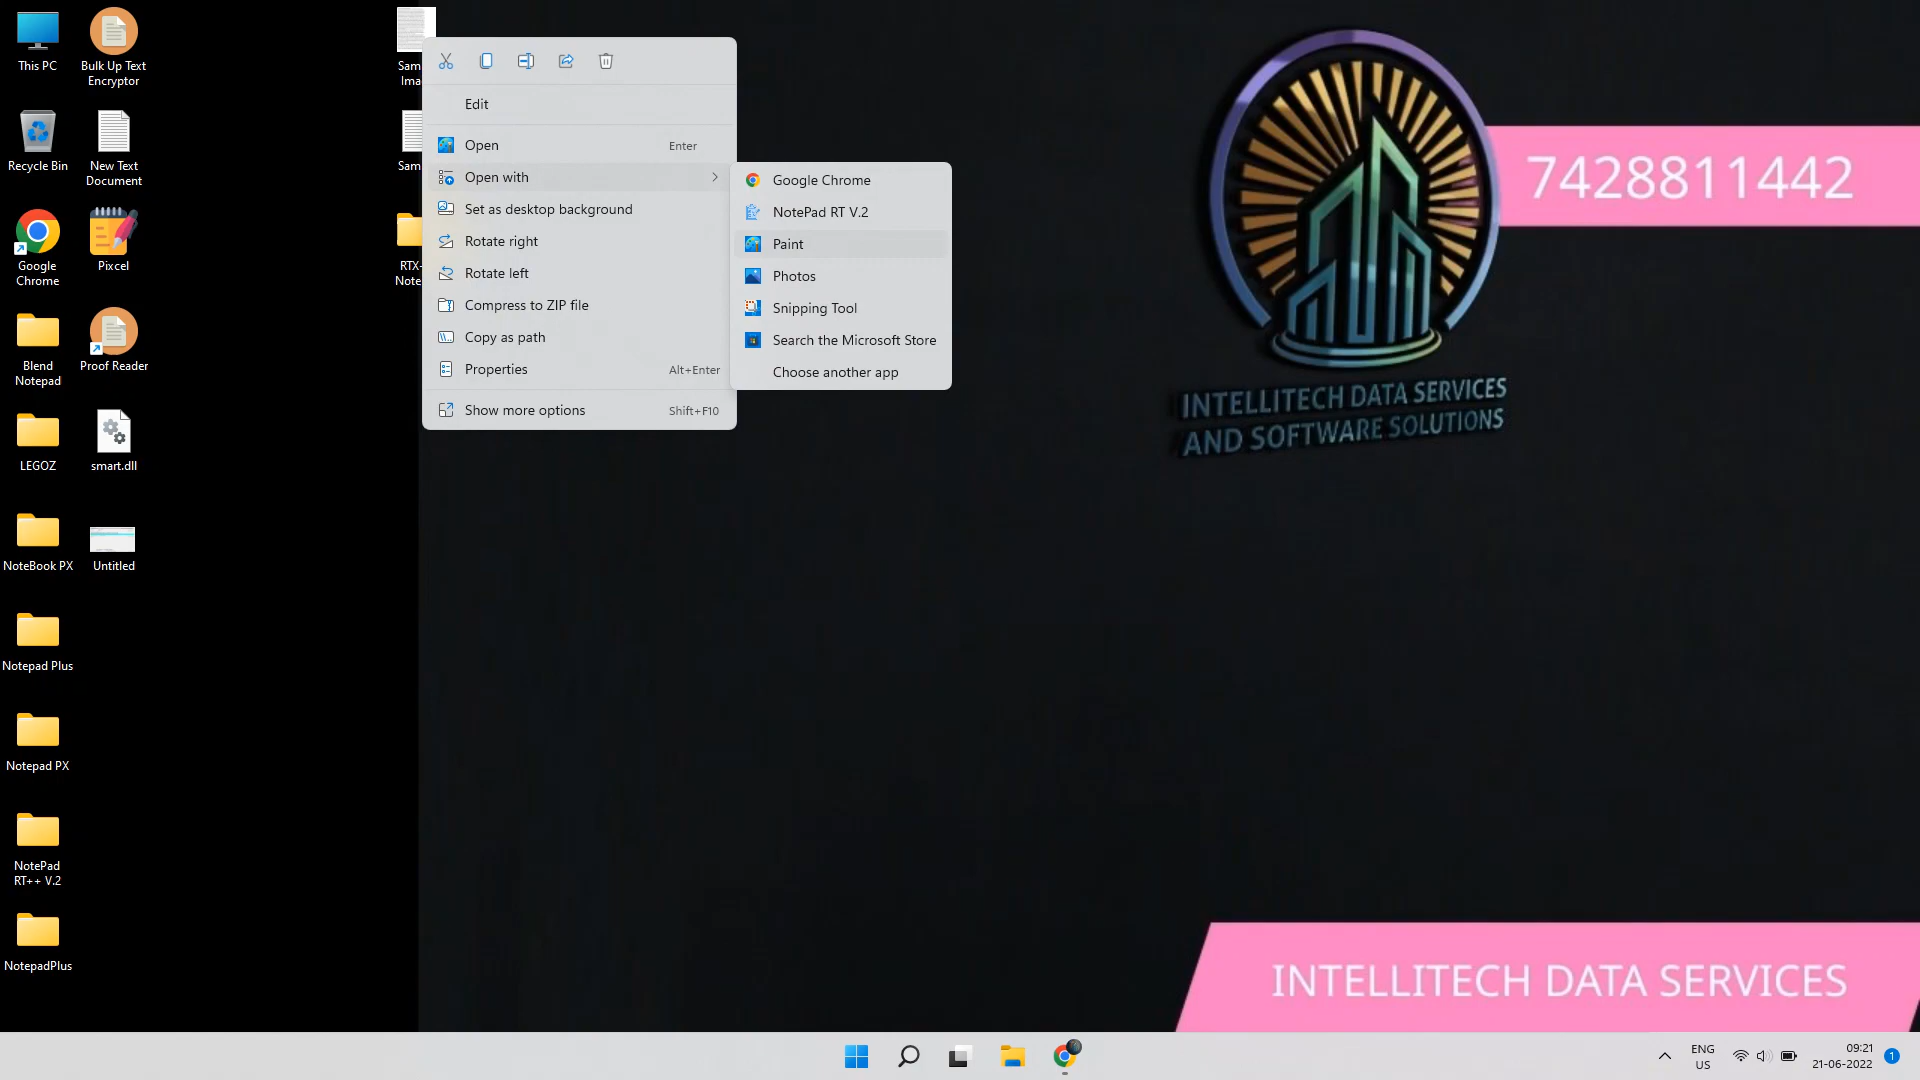 This PC
Bulk Up Text
Encryptor
Recycle Bin
New Text
Document
Google
Chrome
Pixcel
Blend
Notepad
Proof Reader
LEGOZ
smart.dll
NoteBook PX
Untitled
Notepad Plus
Notepad PX
NotePad
RT++ V.2
NotepadPlus
Sam
Ima
Sam
RTX-
Note
Edit
Open Enter
Open with
Set as desktop background
Rotate right
Rotate left
Compress to ZIP file
Copy as path
Properties Alt+Enter
Show more options Shift+F10
Google Chrome
NotePad RT V.2
Paint
Photos
Snipping Tool
Search the Microsoft Store
Choose another app
7428811442
INTELLITECH DATA SERVICES
AND SOFTWARE SOLUTIONS
INTELLITECH DATA SERVICES
ENG
US
09:21
21-06-2022
1